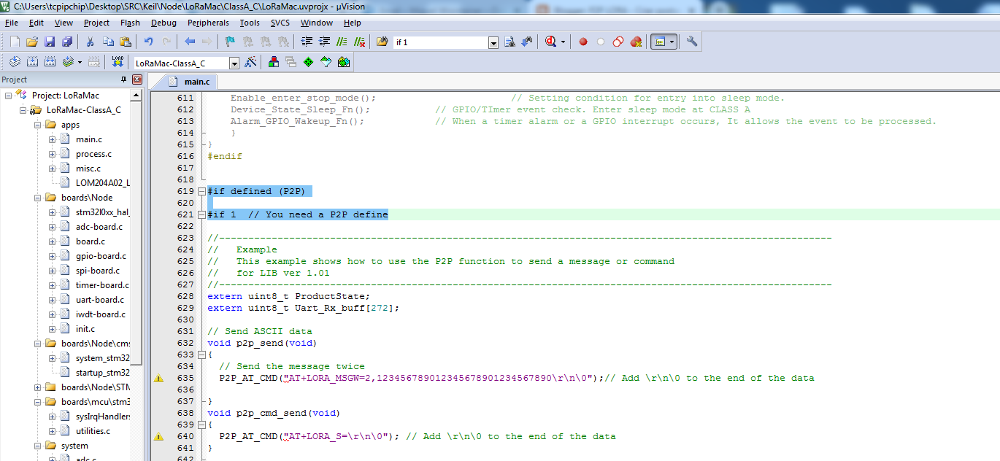 C:\Users\tcpipchip\Desktop\SRC\Keil\Node\LoRaMac\ClassA_C\LoRaMac.uvprojx - µVision
File Edit View Project Flash Debug Peripherals Tools SVCS Window Help
if 1
LOAD
LoRaMac-ClassA_C
Project
main.c
Project: LoRaMac
LoRaMac-ClassA_C
apps
main.c
process.c
misc.c
LOM204A02_L
boards\Node
stm32l0xx_hal_
adc-board.c
board.c
gpio-board.c
spi-board.c
timer-board.c
uart-board.c
iwdt-board.c
init.c
boards\Node\cms
system_stm32
startup_stm32
boards\Node\STM
boards\mcu\stm3
sysIrqHandlers
utilities.c
system
adc.c
611 Enable_enter_stop_mode(); // Setting condition for entry into sleep mode.
612 Device_State_Sleep_Fn(); // GPIO/TImer event check. Enter sleep mode at CLASS A
613 Alarm_GPIO_Wakeup_Fn(); // When a timer alarm or a GPIO interrupt occurs, It allows the event to be processed.
614 }
615 }
616 #endif
617
618
619 #if defined (P2P)
620
621 #if 1 // You need a P2P define
622
623 //---------------------------------------------------------------------------------------------------------
624 // Example
625 // This example shows how to use the P2P function to send a message or command
626 // for LIB ver 1.01
627 //---------------------------------------------------------------------------------------------------------
628 extern uint8_t ProductState;
629 extern uint8_t Uart_Rx_buff[272];
630
631 // Send ASCII data
632 void p2p_send(void)
633 {
634 // Send the message twice
635 P2P_AT_CMD("AT+LORA_MSGW=2,123456789012345678901234567890\r\n\0");// Add \r\n\0 to the end of the data
636
637 }
638 void p2p_cmd_send(void)
639 {
640 P2P_AT_CMD("AT+LORA_S=\r\n\0"); // Add \r\n\0 to the end of the data
641 }
642